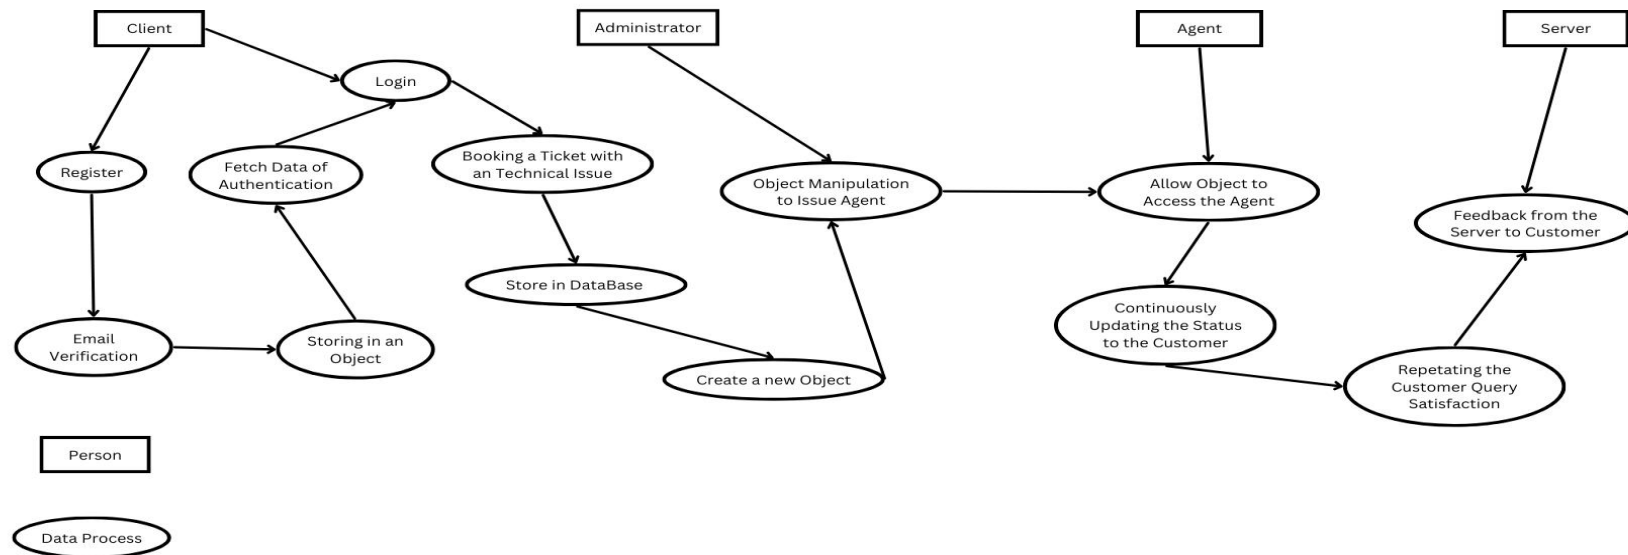 Client
Administrator
Agent
Server
Login
Register
Fetch Data of
Authentication
Booking a Ticket with
an Technical Issue
Object Manipulation
to Issue Agent
Allow Object to
Access the Agent
Feedback from the
Server to Customer
Store in DataBase
Email
Verification
Storing in an
Object
Create a new Object
Continuously
Updating the Status
to the Customer
Repetating the
Customer Query
Satisfaction
Person
Data Process